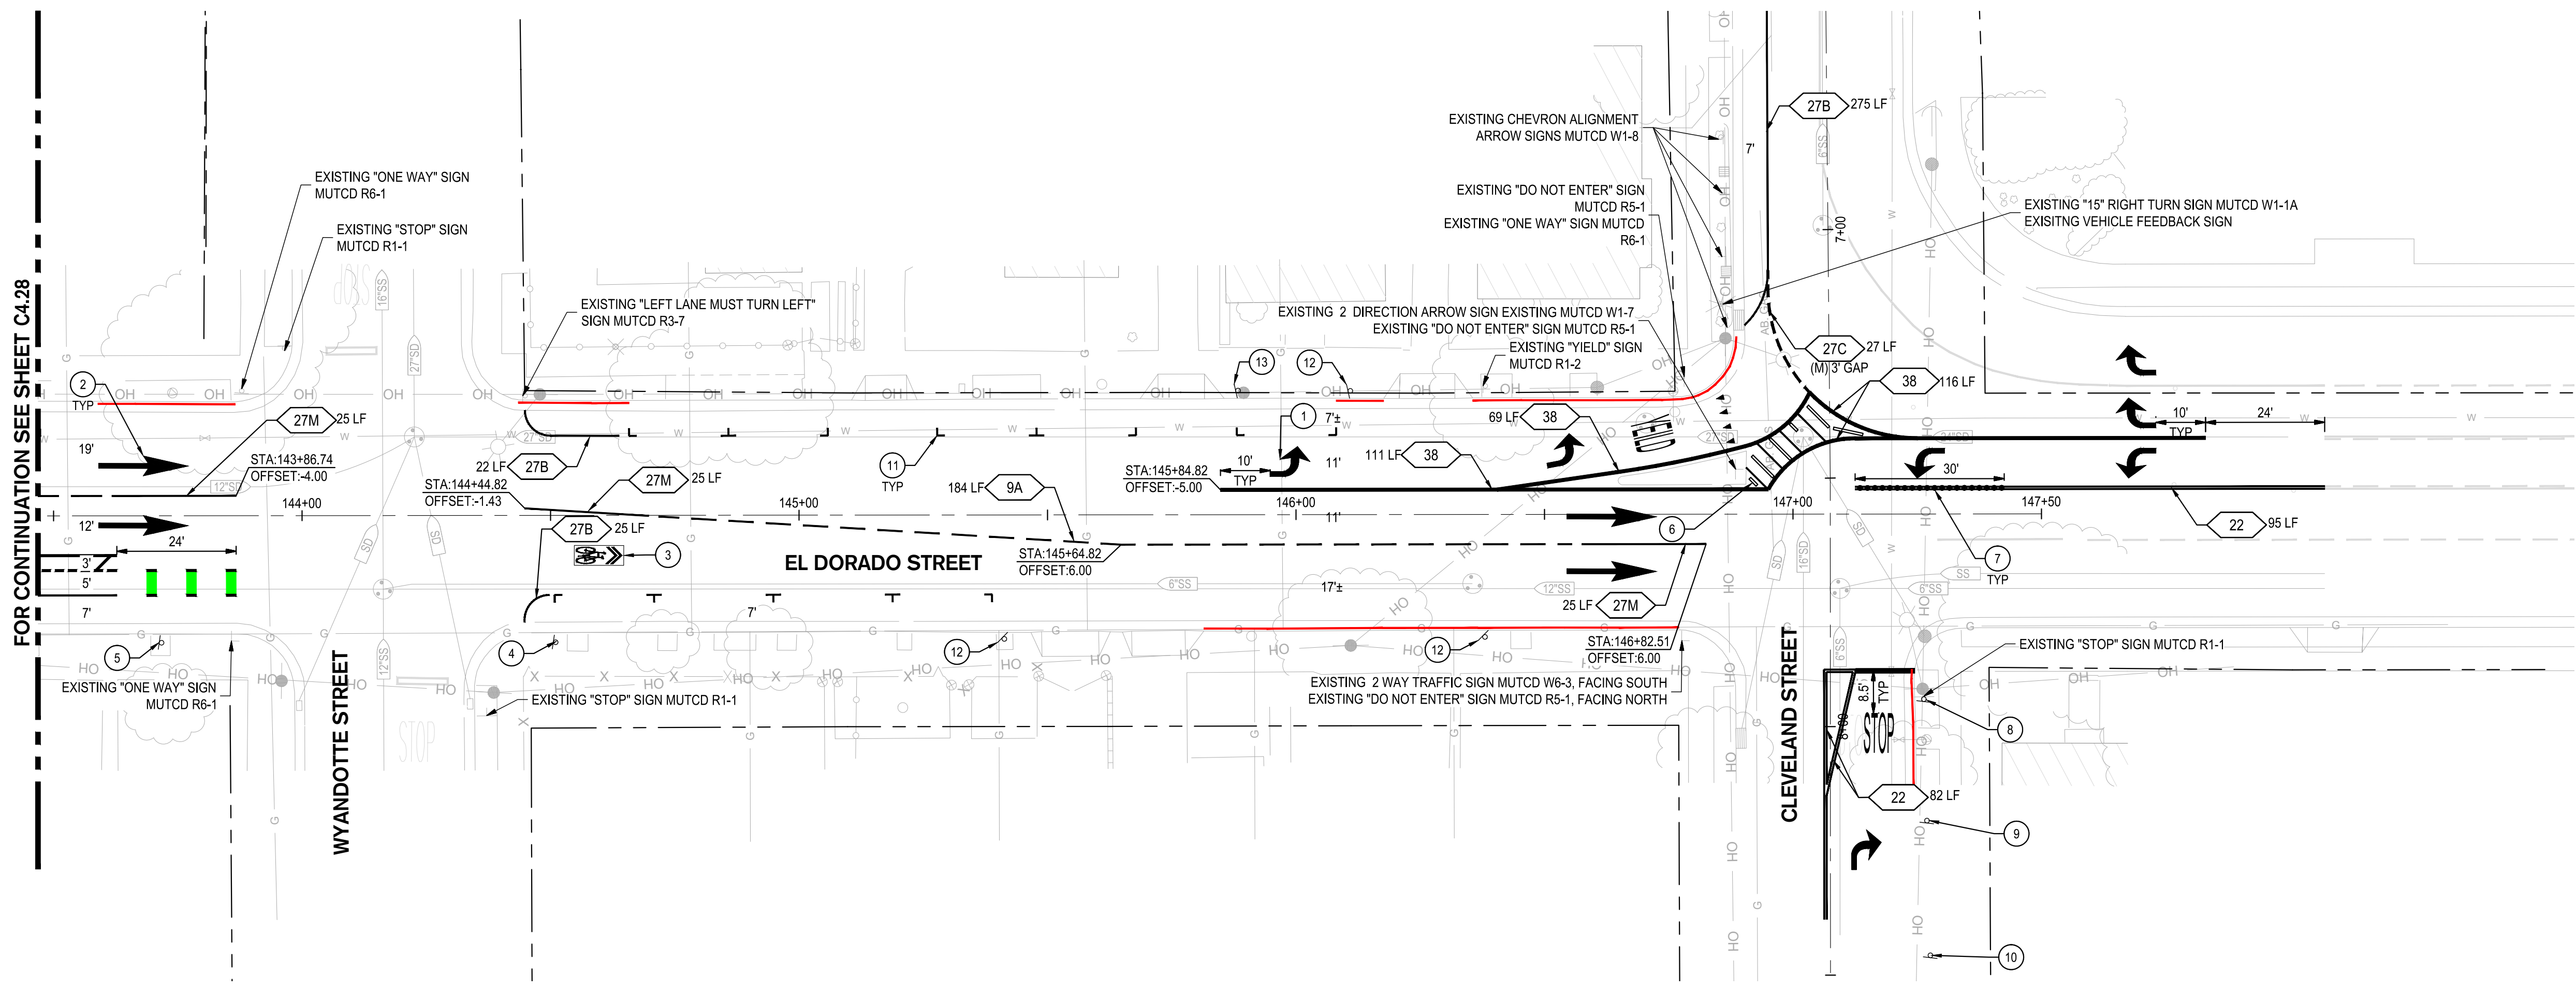 FOR CONTINUATION SEE SHEET C4.28
EXISTING "ONE WAY" SIGN
MUTCD R6-1
EXISTING "STOP" SIGN
MUTCD R1-1
EXISTING "LEFT LANE MUST TURN LEFT"
SIGN MUTCD R3-7
EXISTING CHEVRON ALIGNMENT
ARROW SIGNS MUTCD W1-8
EXISTING "DO NOT ENTER" SIGN
MUTCD R5-1
EXISTING "ONE WAY" SIGN MUTCD
R6-1
EXISTING 2 DIRECTION ARROW SIGN EXISTING MUTCD W1-7
EXISTING "DO NOT ENTER" SIGN MUTCD R5-1
EXISTING "YIELD" SIGN
MUTCD R1-2
EXISTING "15" RIGHT TURN SIGN MUTCD W1-1A
EXISITNG VEHICLE FEEDBACK SIGN
27B 275 LF
7'
7+00
27C 27 LF
(M) 3' GAP
38 116 LF
2
TYP
27M 25 LF
19'
STA:143+86.74
OFFSET:-4.00
12'
24'
3'
5'
7'
144+00
22 LF 27B
STA:144+44.82
OFFSET:-1.43
27M 25 LF
27B 25 LF
3
145+00
11
TYP
184 LF 9A
STA:145+64.82
OFFSET:6.00
EL DORADO STREET
7'
13
12
1
7'±
11'
10'
TYP
STA:145+84.82
OFFSET:-5.00
111 LF 38
69 LF 38
146+00
11'
17'±
6
147+00
147+50
30'
10'
TYP
24'
22 95 LF
7
TYP
25 LF 27M
STA:146+82.51
OFFSET:6.00
5
4
12
12
EXISTING "ONE WAY" SIGN
MUTCD R6-1
WYANDOTTE STREET
EXISTING "STOP" SIGN MUTCD R1-1
STOP
EXISTING 2 WAY TRAFFIC SIGN MUTCD W6-3, FACING SOUTH
EXISTING "DO NOT ENTER" SIGN MUTCD R5-1, FACING NORTH
CLEVELAND STREET
EXISTING "STOP" SIGN MUTCD R1-1
8.5'
TYP
8+00
STOP
8
22 82 LF
9
10